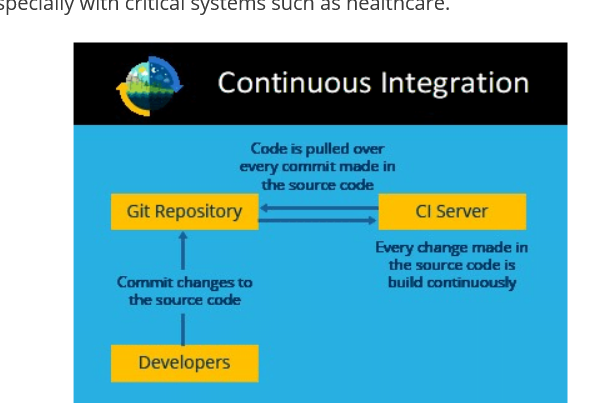 specially with critical systems such as healthcare.
Continuous Integration
Code is pulled over
every commit made in
the source code
Git Repository
CI Server
Every change made in
the source code is
build continuously
Commit changes to
the source code
Developers